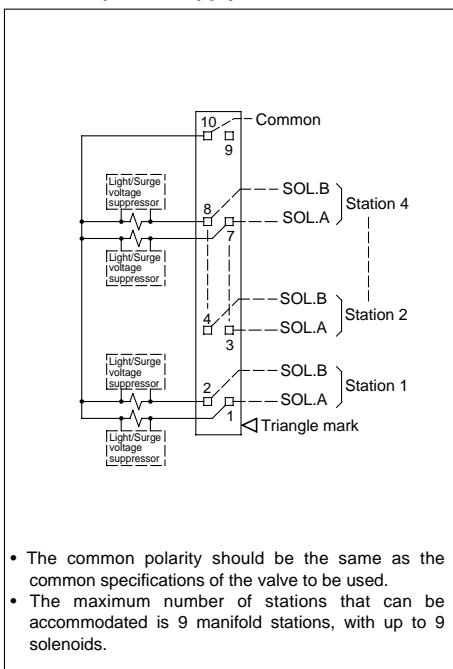 10
Common
9
Light/Surge
voltage
suppressor
SOL.B
8
Station 4
SOL.A
7
Light/Surge
voltage
suppressor
SOL.B
4
Station 2
SOL.A
3
Light/Surge
voltage
suppressor
SOL.B
2
Station 1
SOL.A
1
Triangle mark
Light/Surge
voltage
suppressor
• The common polarity should be the same as the
common specifications of the valve to be used.
• The maximum number of stations that can be
accommodated is 9 manifold stations, with up to 9
solenoids.